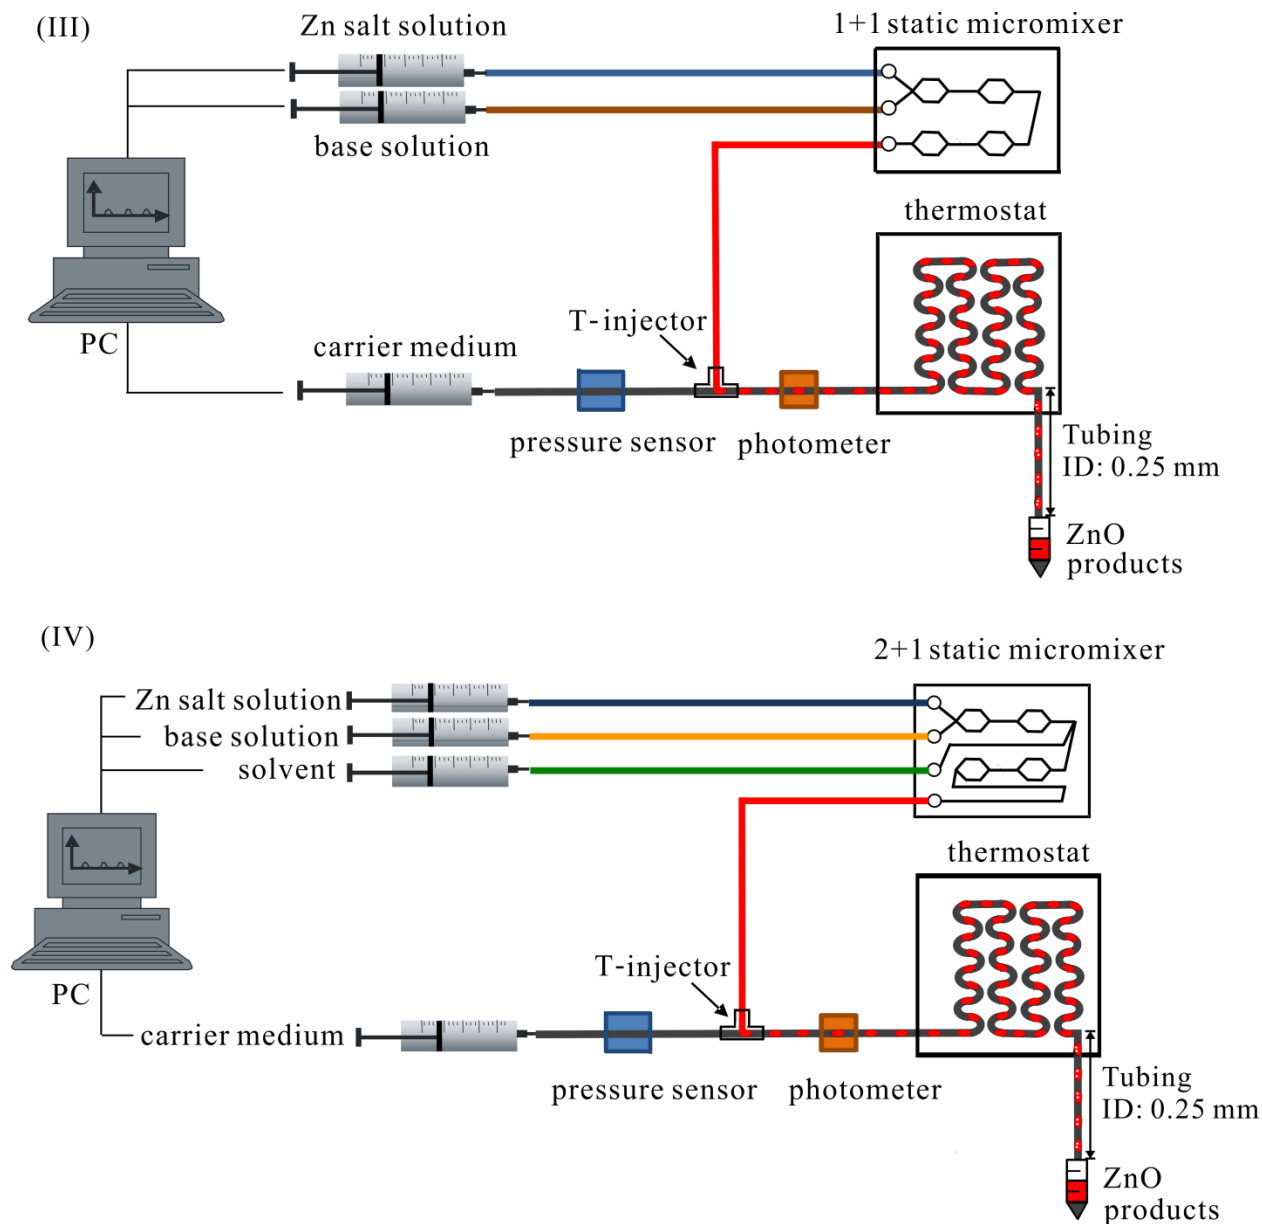 (III)
Zn salt solution
1+1 static micromixer
base solution
thermostat
PC
T-injector
carrier medium
pressure sensor
photometer
Tubing
ID: 0.25 mm
ZnO
products
(IV)
2+1 static micromixer
Zn salt solution
base solution
solvent
thermostat
PC
T-injector
carrier medium
pressure sensor
photometer
Tubing
ID: 0.25 mm
ZnO
products